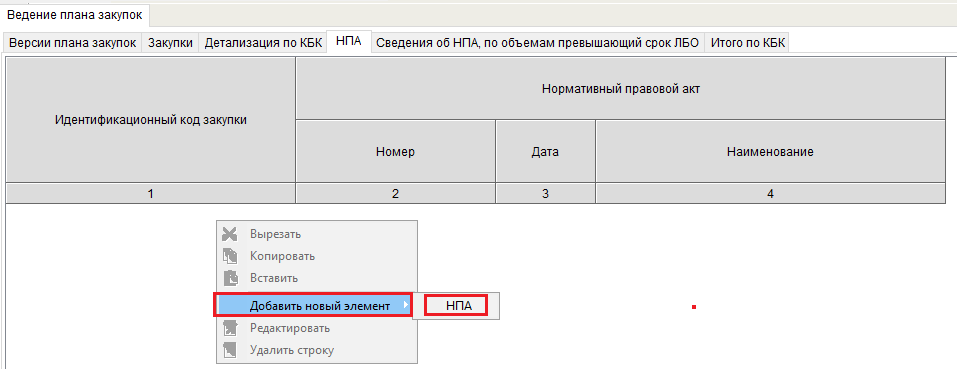 Ведение плана закупок
Версии плана закупок Закупки Детализация по КБК НПА Сведения об НПА, по объемам превышающий срок ЛБО Итого по КБК
Идентификационный код закупки
Нормативный правовой акт
Номер Дата Наименование
1 2 3 4
Вырезать
Копировать
Вставить
Добавить новый элемент НПА
Редактировать
Удалить строку